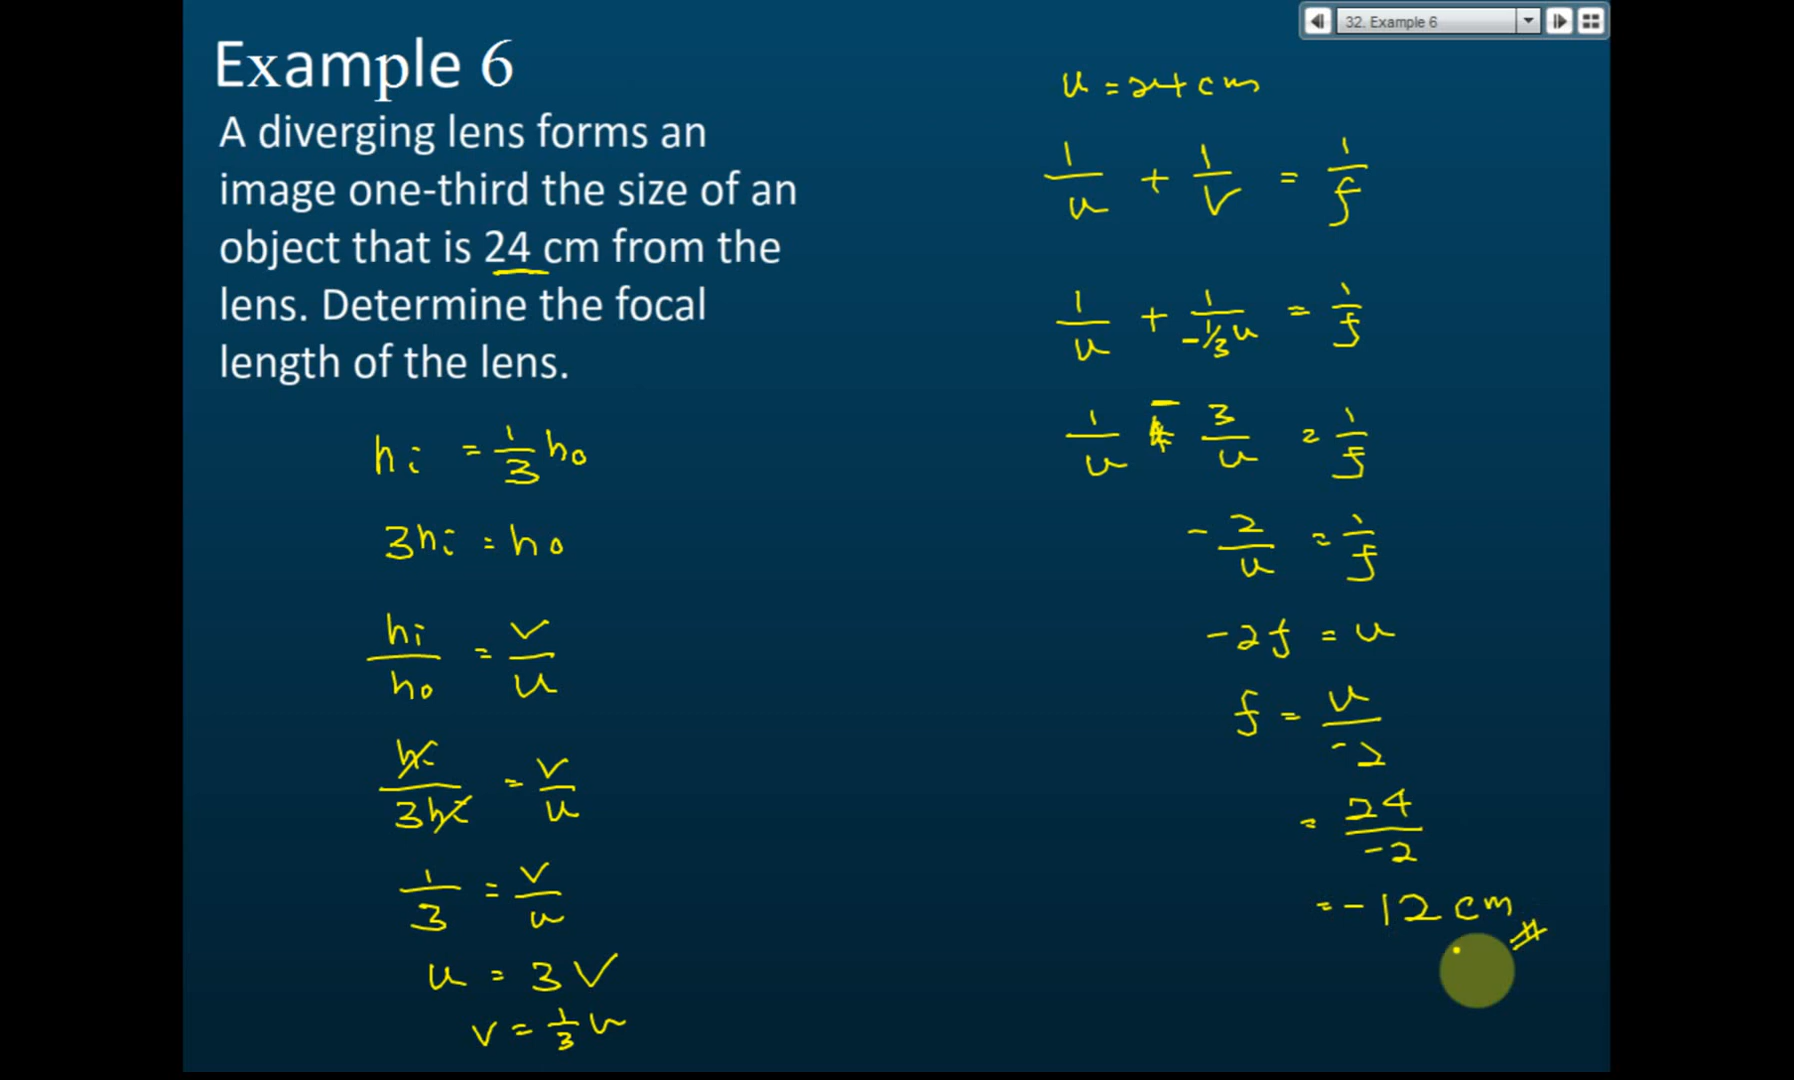 32. Example 6
Example 6
A diverging lens forms an
image one-third the size of an
object that is 24 cm from the
lens. Determine the focal
length of the lens.
hi = 1/3 ho
3hi = ho
hi/ho = v/u
hi/3hi = v/u
1/3 = v/u
u = 3V
v = 1/3 u
u = 24 cm
1/u + 1/V = 1/f
1/u + 1/(-1/3 u) = 1/f
1/u - 3/u = 1/f
- 2/u = 1/f
-2f = u
f = u/-2
= 24/-2
= -12 cm